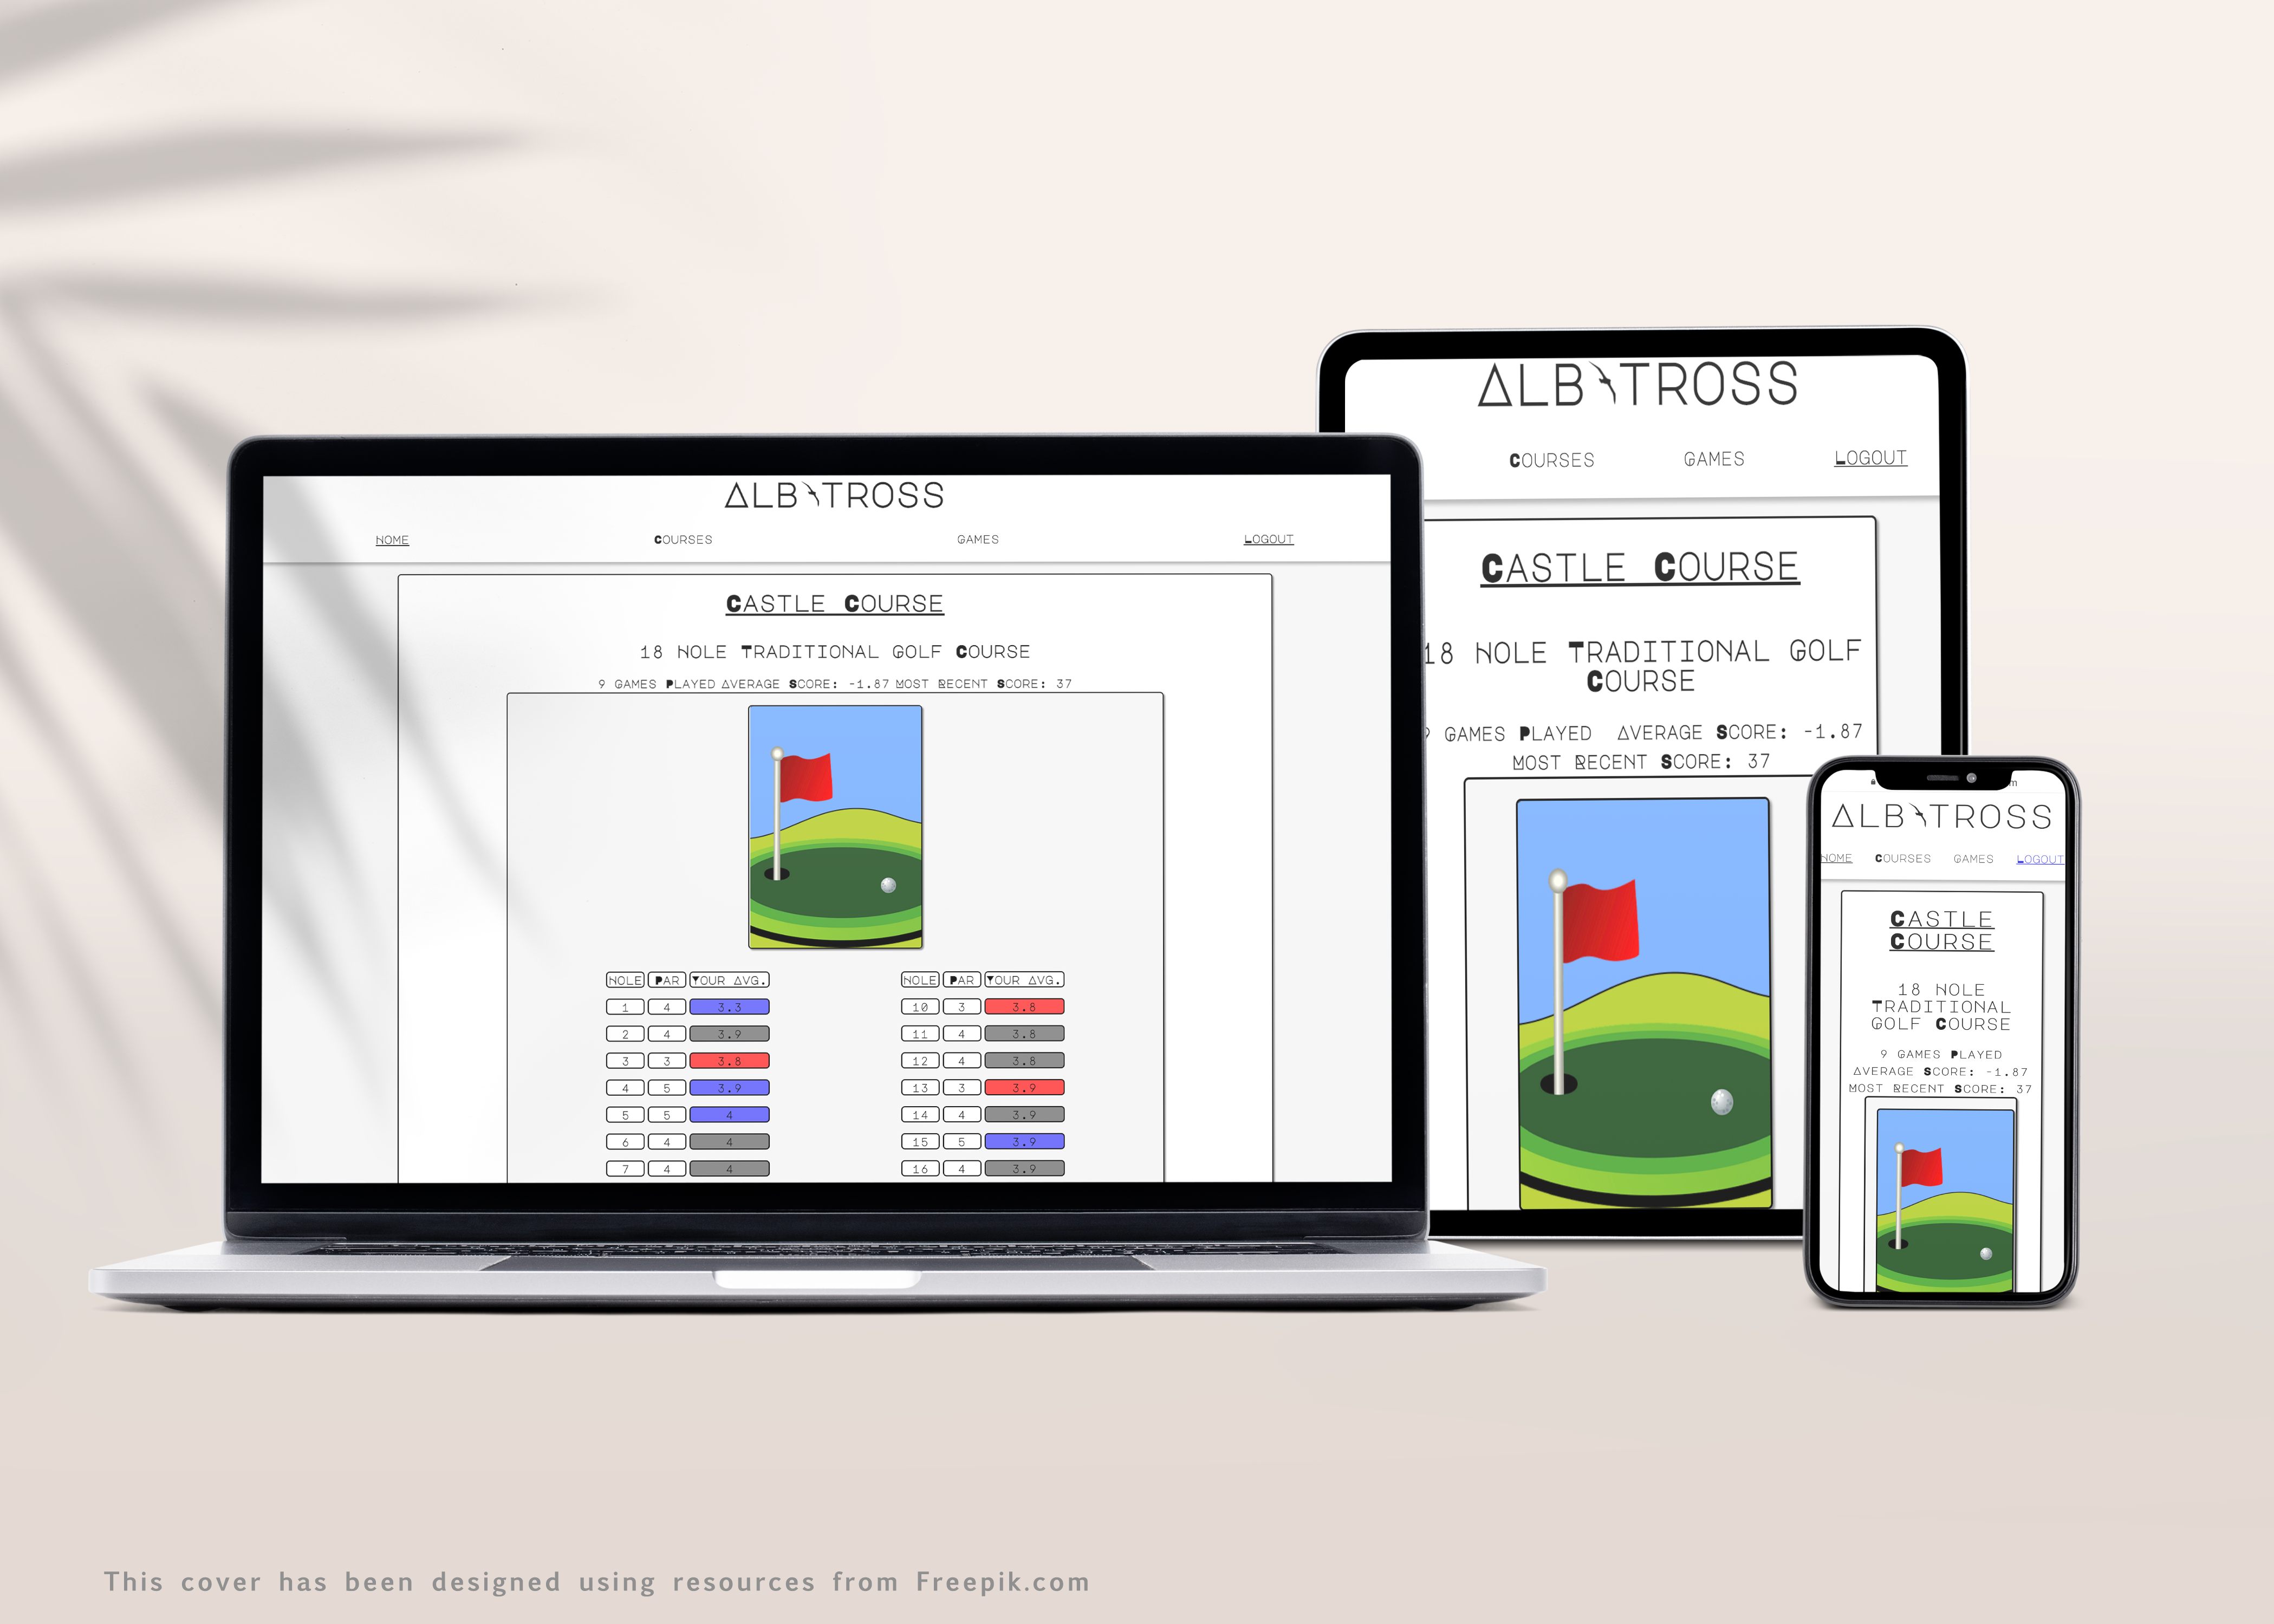 ALBATROSS
HOME COURSES GAMES LOGOUT
CASTLE COURSE
18 HOLE TRADITIONAL GOLF COURSE
9 GAMES PLAYED AVERAGE SCORE: -1.87 MOST RECENT SCORE: 37
HOLE PAR YOUR AVG. HOLE PAR YOUR AVG.
1 4 3.3 10 3 3.8
2 4 3.9 11 4 3.8
3 3 3.8 12 4 3.8
4 5 3.9 13 3 3.9
5 5 4 14 4 3.9
6 4 4 15 5 3.9
7 4 4 16 4 3.9
ALBATROSS
COURSES GAMES LOGOUT
CASTLE COURSE
18 HOLE TRADITIONAL GOLF
COURSE
9 GAMES PLAYED AVERAGE SCORE: -1.87
MOST RECENT SCORE: 37
ALBATROSS
HOME COURSES GAMES LOGOUT
CASTLE
COURSE
18 HOLE
TRADITIONAL
GOLF COURSE
9 GAMES PLAYED
AVERAGE SCORE: -1.87
MOST RECENT SCORE: 37
This cover has been designed using resources from Freepik.com